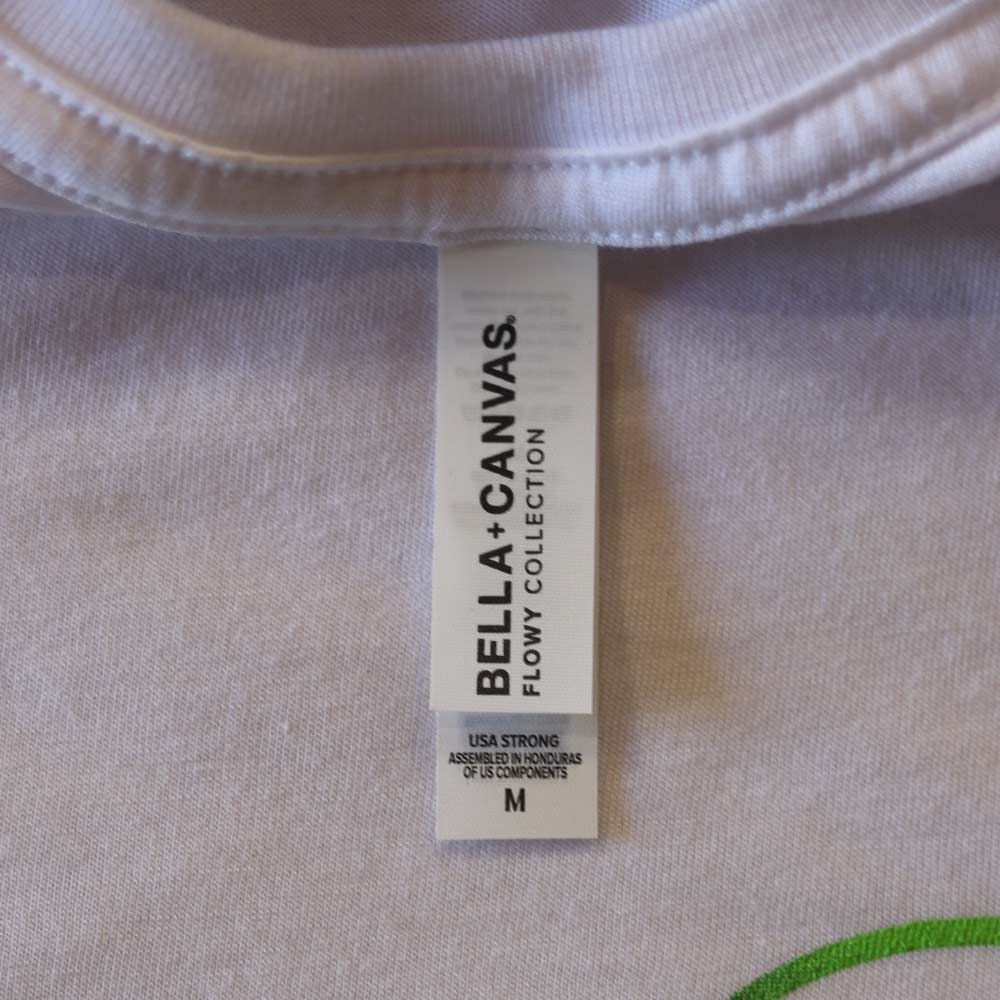 BELLA+CANVAS®
FLOWY COLLECTION
USA STRONG
ASSEMBLED IN HONDURAS
OF US COMPONENTS
M